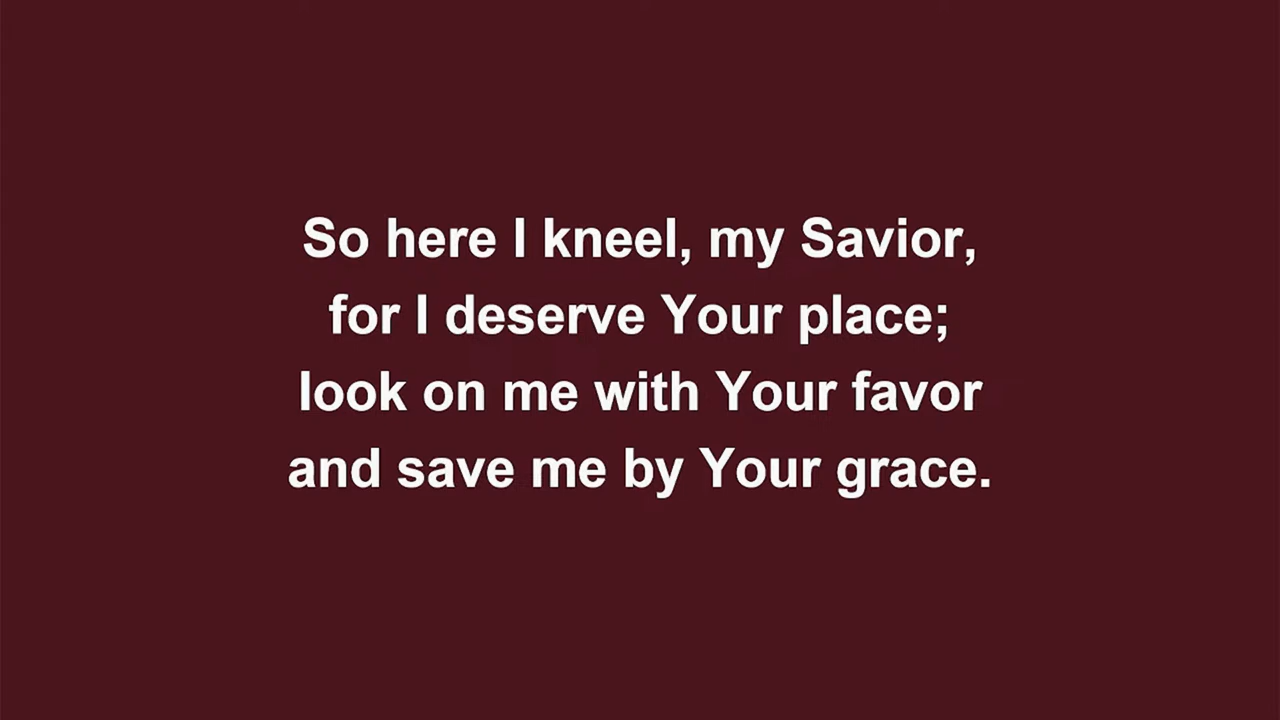 So here I kneel, my Savior,
for I deserve Your place;
look on me with Your favor
and save me by Your grace.